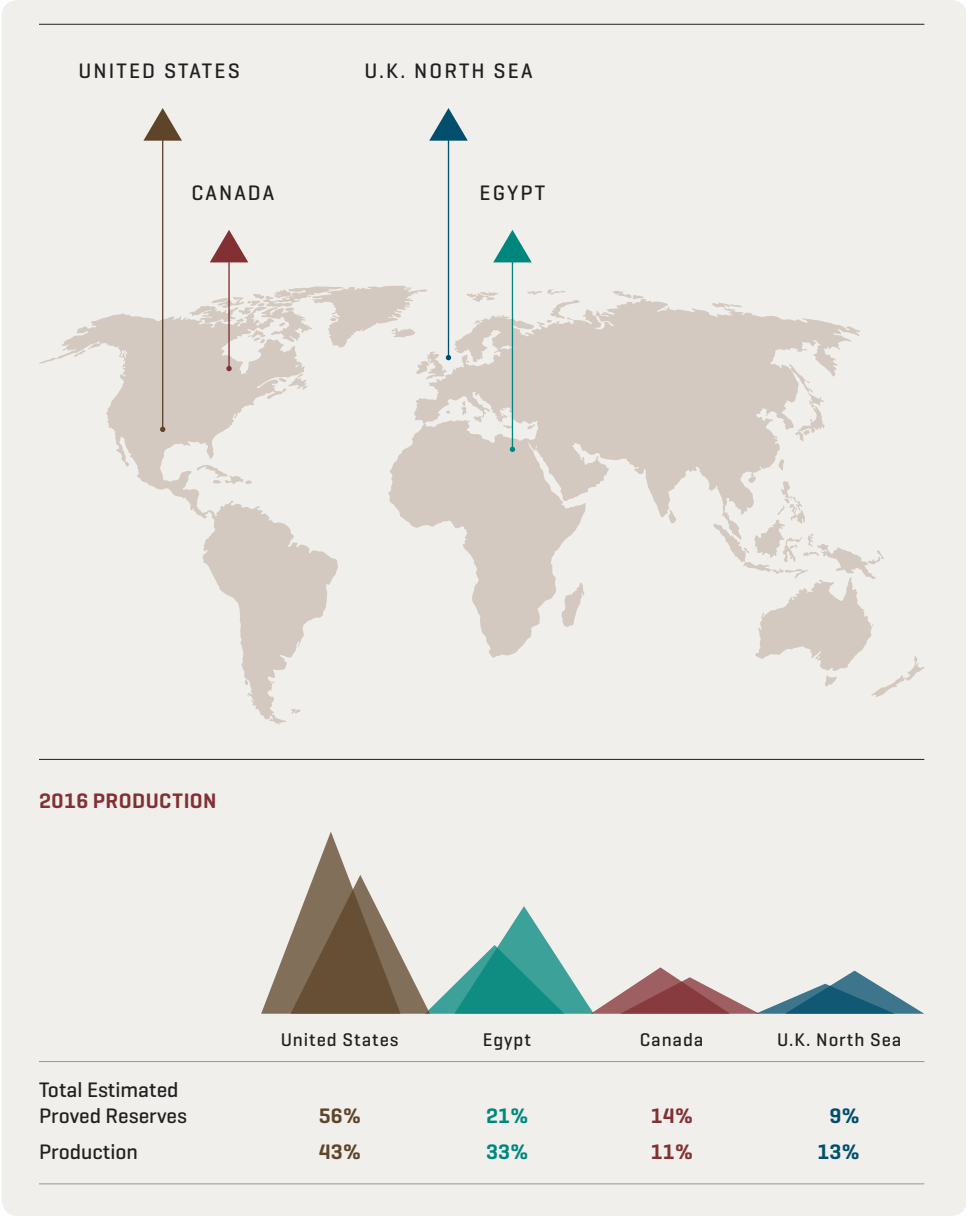 UNITED STATES
U.K. NORTH SEA
CANADA
EGYPT
2016 PRODUCTION
United States Egypt Canada U.K. North Sea
Total Estimated
Proved Reserves 56% 21% 14% 9%
Production 43% 33% 11% 13%